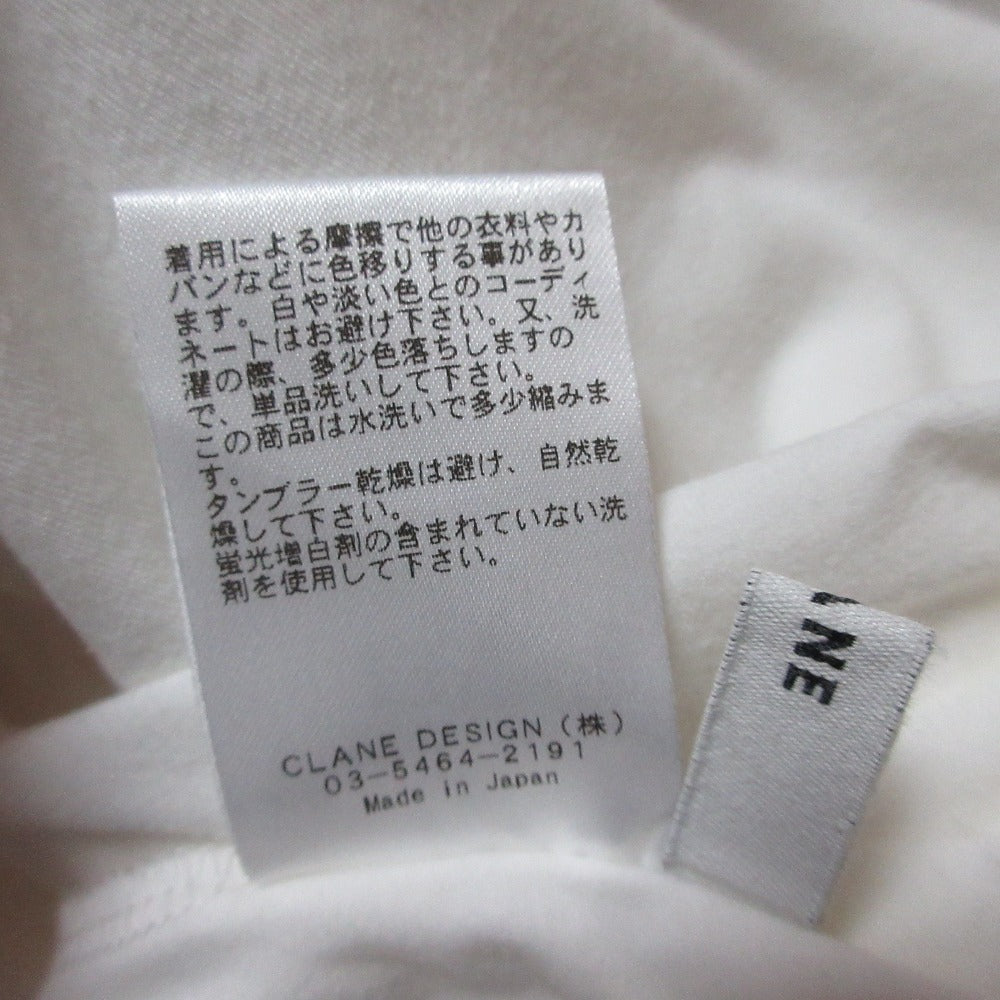 着用による摩擦で他の衣料やカ
バンなどに色移りする事があり
ます。白や淡い色とのコーディ
ネートはお避け下さい。又、洗
濯の際、多少色落ちしますの
で、単品洗いして下さい。
この商品は水洗いで多少縮みま
す。
タンブラー乾燥は避け、自然乾
燥して下さい。
蛍光増白剤の含まれていない洗
剤を使用して下さい。
CLANE DESIGN (株)
03-5464-2191
Made in Japan
ANE